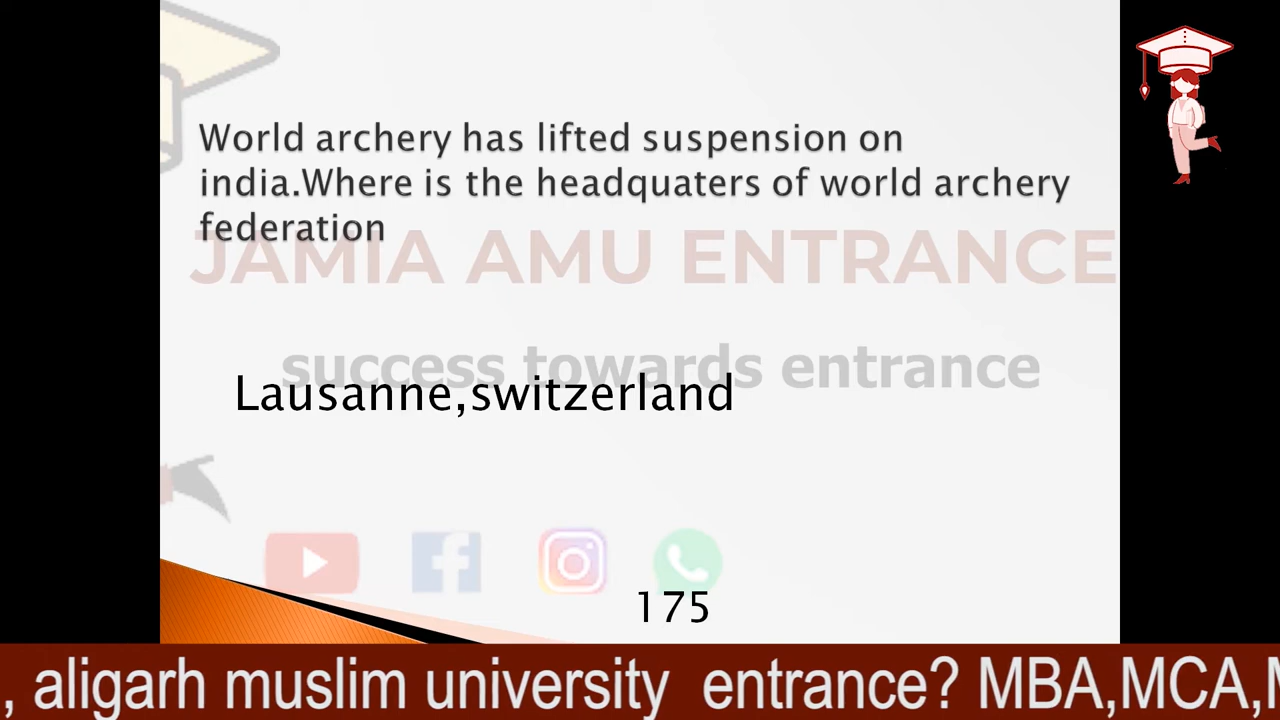 World archery has lifted suspension on
india.Where is the headquaters of world archery
federation
JAMIA AMU ENTRANCE
success towards entrance
Lausanne,switzerland
175
, aligarh muslim university entrance? MBA,MCA,M